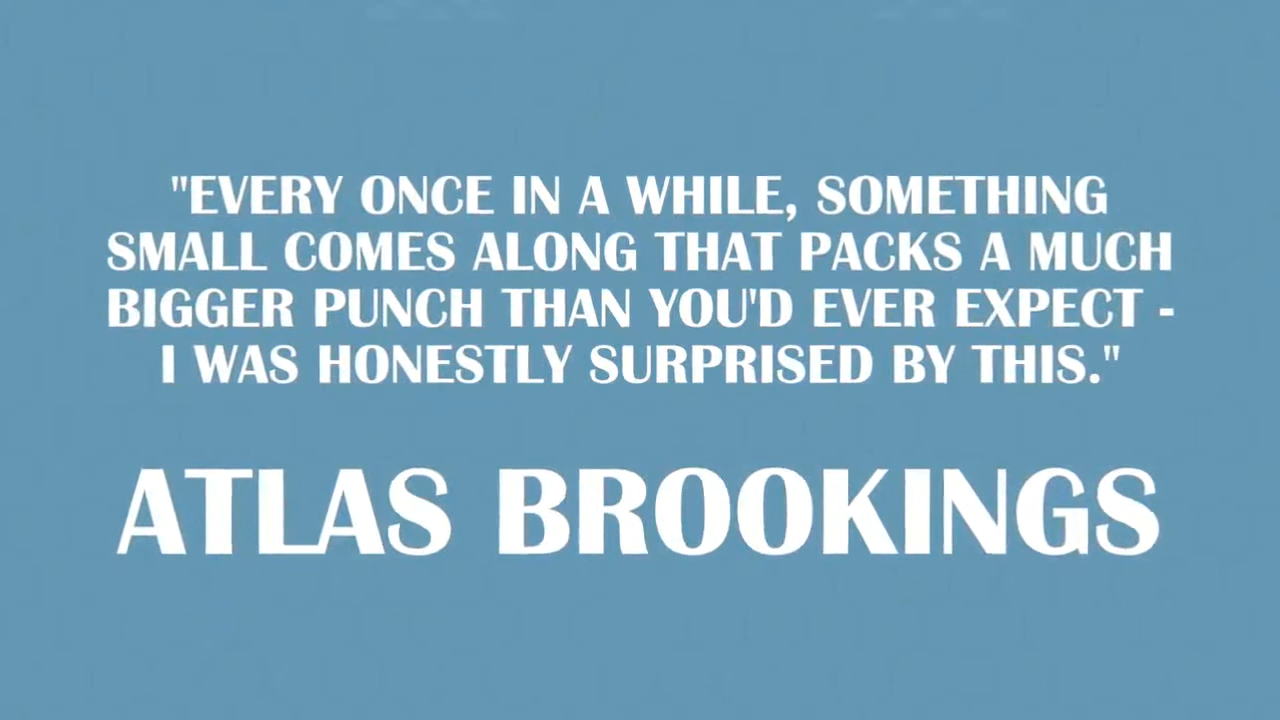 "EVERY ONCE IN A WHILE, SOMETHING
SMALL COMES ALONG THAT PACKS A MUCH
BIGGER PUNCH THAN YOU'D EVER EXPECT -
I WAS HONESTLY SURPRISED BY THIS."
ATLAS BROOKINGS